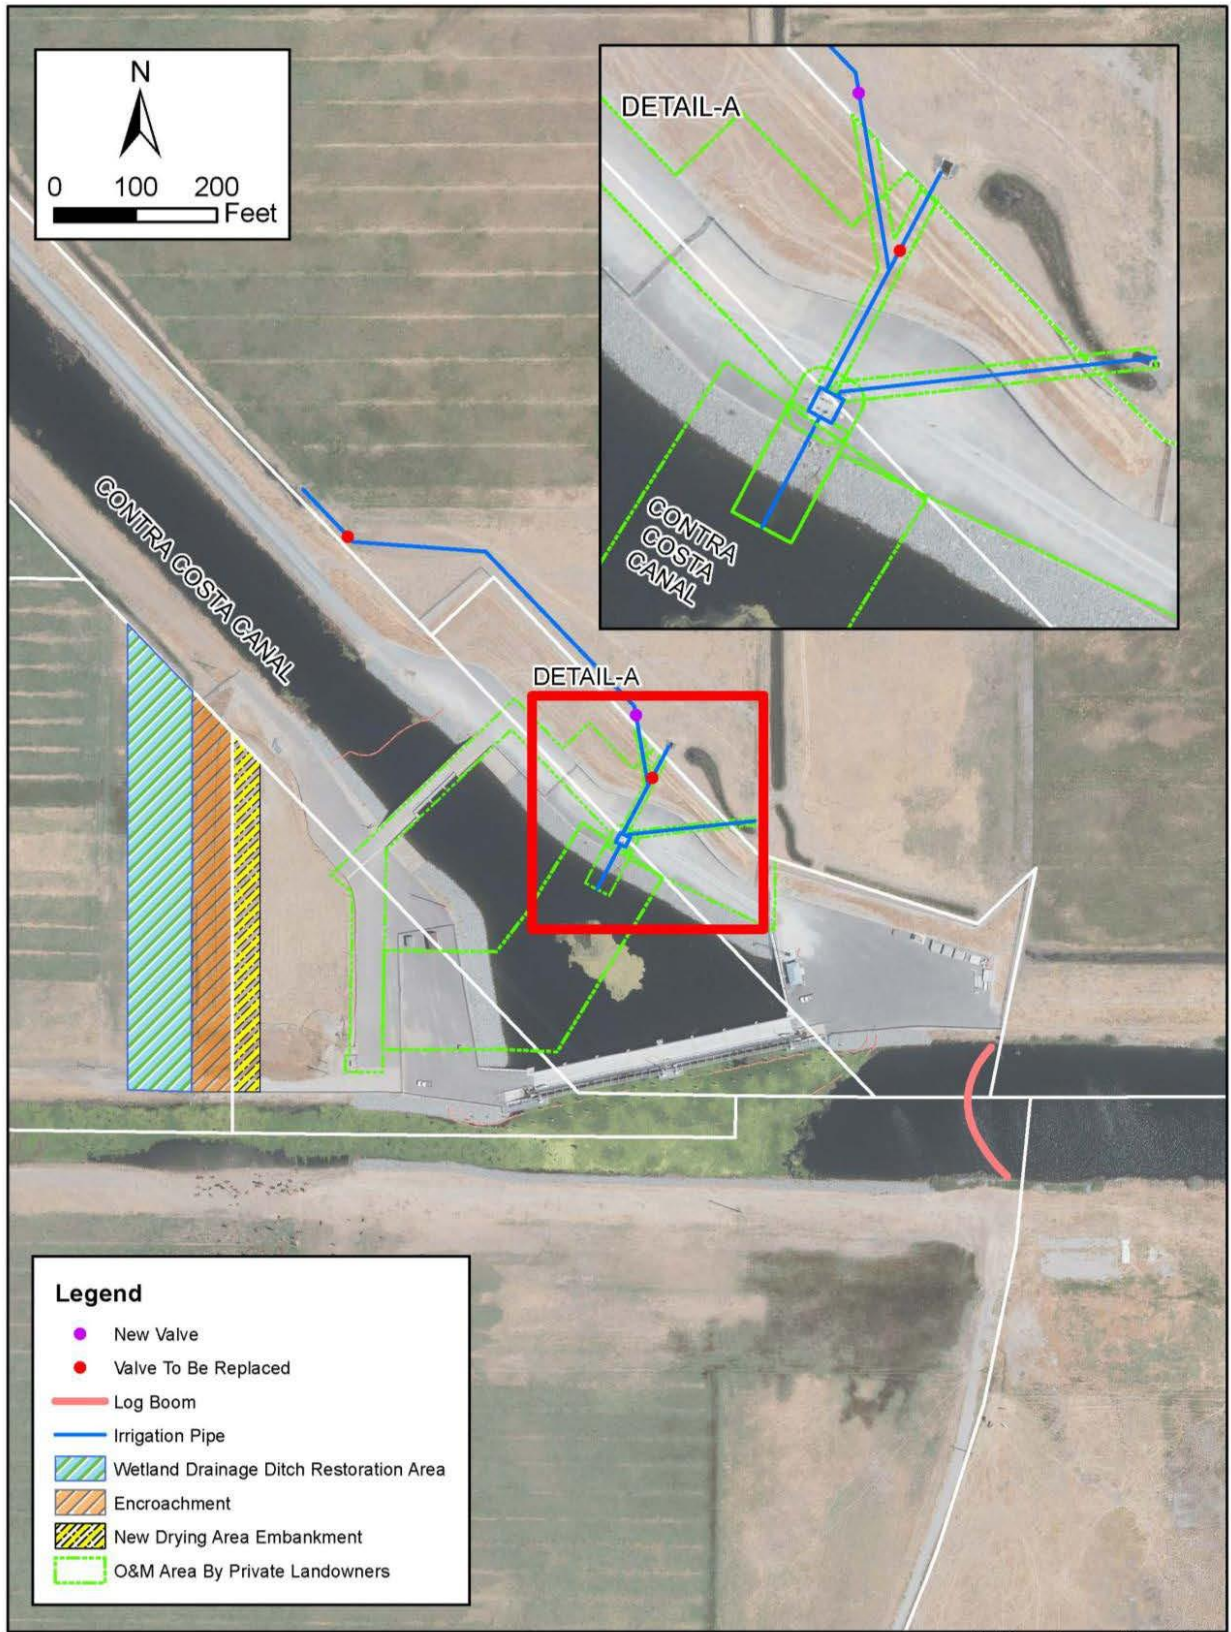 N
0 100 200
Feet
DETAIL-A
CONTRA
COSTA
CANAL
CONTRA COSTA CANAL
DETAIL-A
Legend
New Valve
Valve To Be Replaced
Log Boom
Irrigation Pipe
Wetland Drainage Ditch Restoration Area
Encroachment
New Drying Area Embankment
O&M Area By Private Landowners